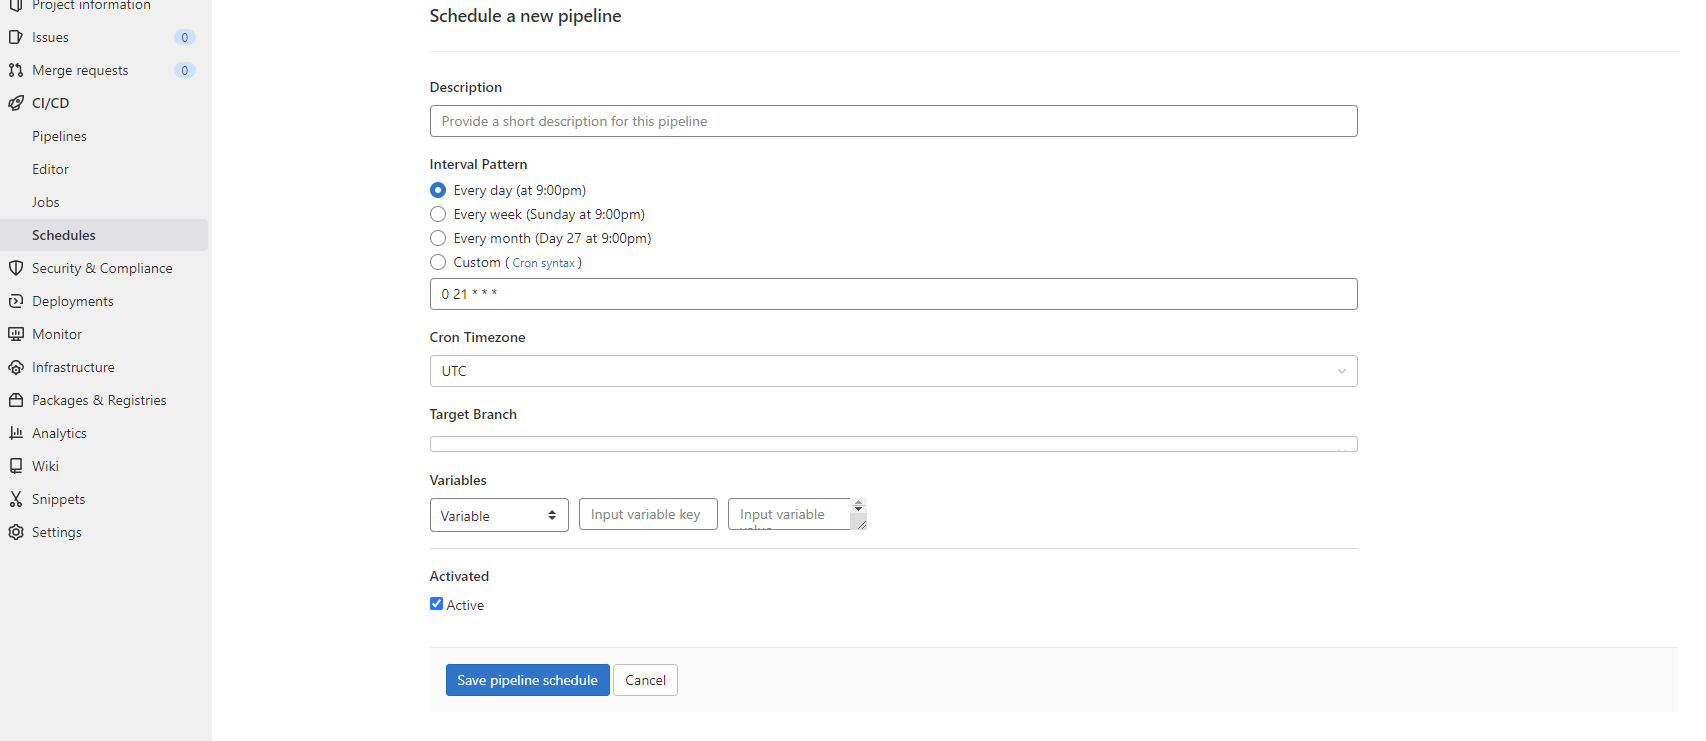 Project information
Issues 0
Merge requests 0
CI/CD
Pipelines
Editor
Jobs
Schedules
Security & Compliance
Deployments
Monitor
Infrastructure
Packages & Registries
Analytics
Wiki
Snippets
Settings
Schedule a new pipeline
Description
Provide a short description for this pipeline
Interval Pattern
Every day (at 9:00pm)
Every week (Sunday at 9:00pm)
Every month (Day 27 at 9:00pm)
Custom ( Cron syntax )
0 21 * * *
Cron Timezone
UTC
Target Branch
Variables
Variable Input variable key Input variable
value
Activated
Active
Save pipeline schedule Cancel